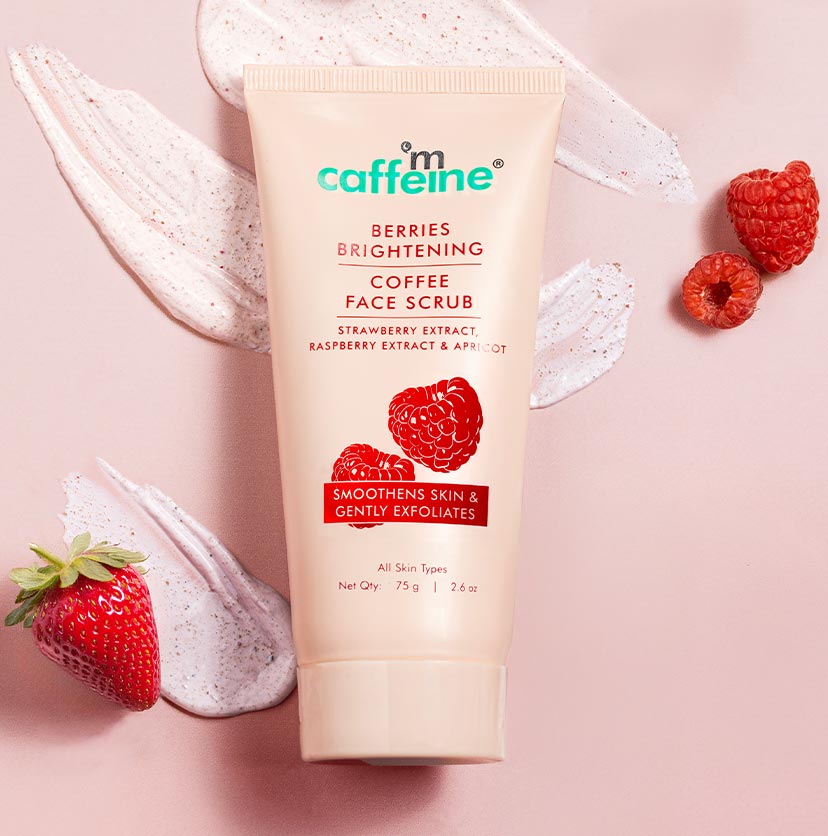 'm
caffeine®
BERRIES
BRIGHTENING
COFFEE
FACE SCRUB
STRAWBERRY EXTRACT,
RASPBERRY EXTRACT & APRICOT
SMOOTHENS SKIN &
GENTLY EXFOLIATES
All Skin Types
Net Qty: 75 g | 2.6 oz